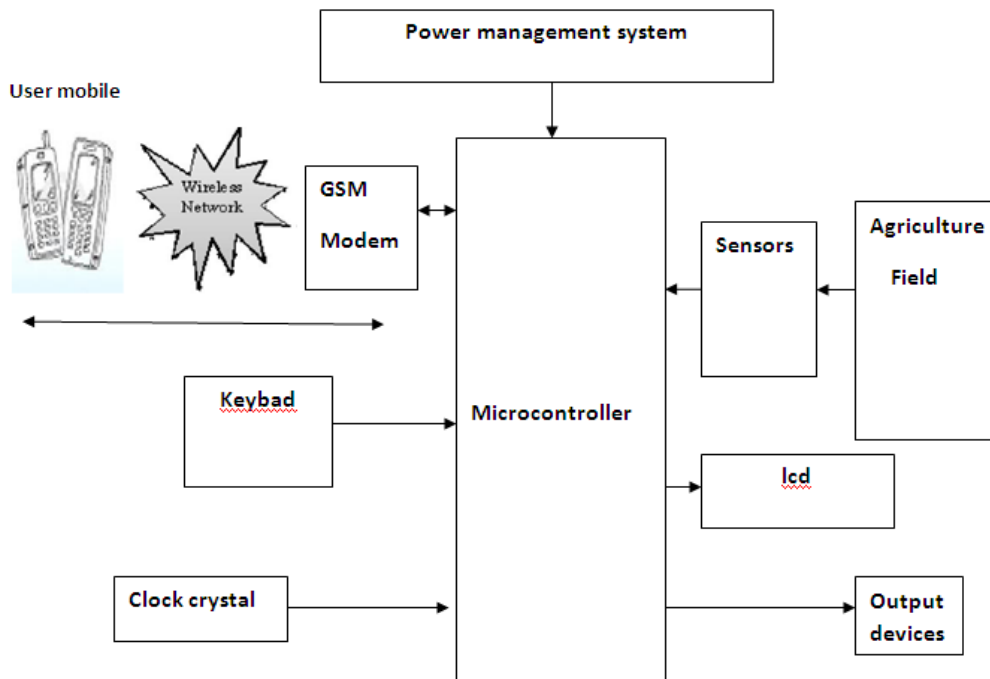 Power management system
User mobile
Wireless
Network
GSM
Modem
Sensors
Agriculture
Field
Keybad
Microcontroller
lcd
Clock crystal
Output
devices